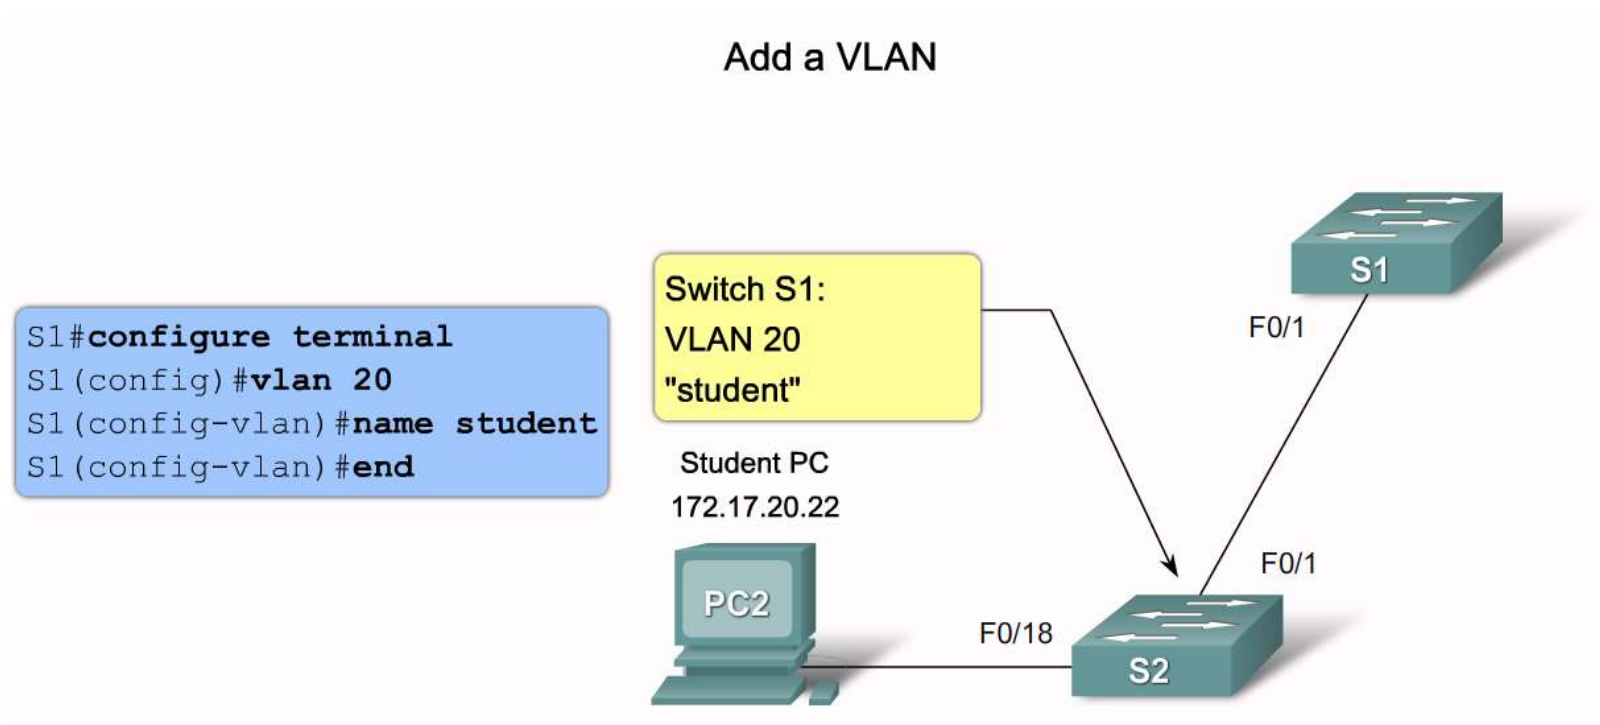 Add a VLAN
S1#configure terminal
S1(config)#vlan 20
S1(config-vlan)#name student
S1(config-vlan)#end
Switch S1:
VLAN 20
"student"
Student PC
172.17.20.22
PC2
S1
F0/1
F0/1
F0/18
S2